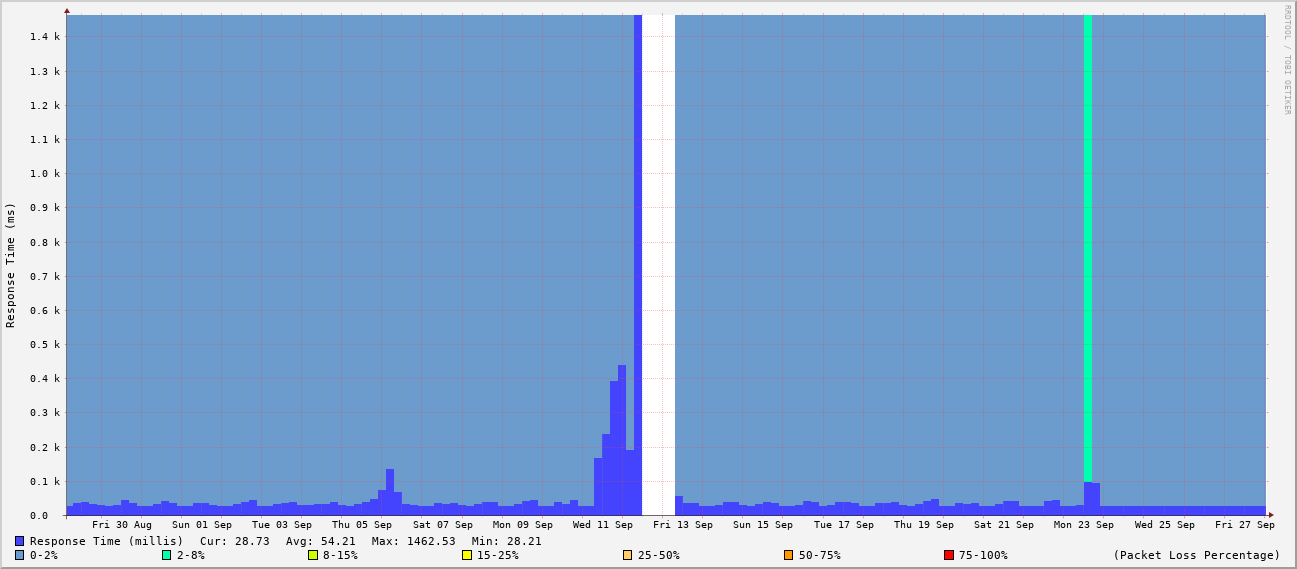 RRDTOOL / TOBI OETIKER
Response Time (ms)
1.4 k
1.3 k
1.2 k
1.1 k
1.0 k
0.9 k
0.8 k
0.7 k
0.6 k
0.5 k
0.4 k
0.3 k
0.2 k
0.1 k
0.0
Fri 30 Aug Sun 01 Sep Tue 03 Sep Thu 05 Sep Sat 07 Sep Mon 09 Sep Wed 11 Sep Fri 13 Sep Sun 15 Sep Tue 17 Sep Thu 19 Sep Sat 21 Sep Mon 23 Sep Wed 25 Sep Fri 27 Sep
Response Time (millis) Cur: 28.73 Avg: 54.21 Max: 1462.53 Min: 28.21
0-2% 2-8% 8-15% 15-25% 25-50% 50-75% 75-100% (Packet Loss Percentage)